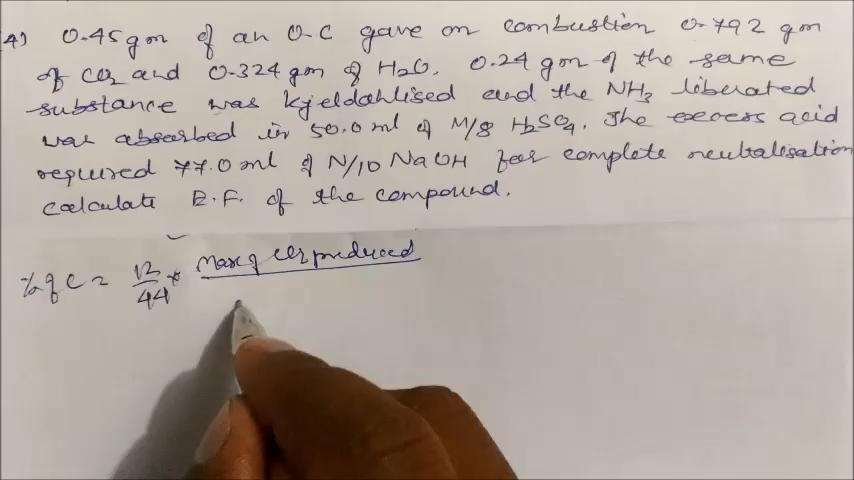 4) 0.45gm of an O-C gave on combustion 0.792 gm
of CO2 and 0.324 gm of H2O. 0.24 gm of the same
substance was Kjeldahlised and the NH3 liberated
was absorbed in 50.0 ml of M/8 H2SO4. The excess acid
required 77.0 ml of N/10 NaOH for complete neutralisation
calculate E.F. of the compound.
% of C = 12/44 * Mass of CO2 produced